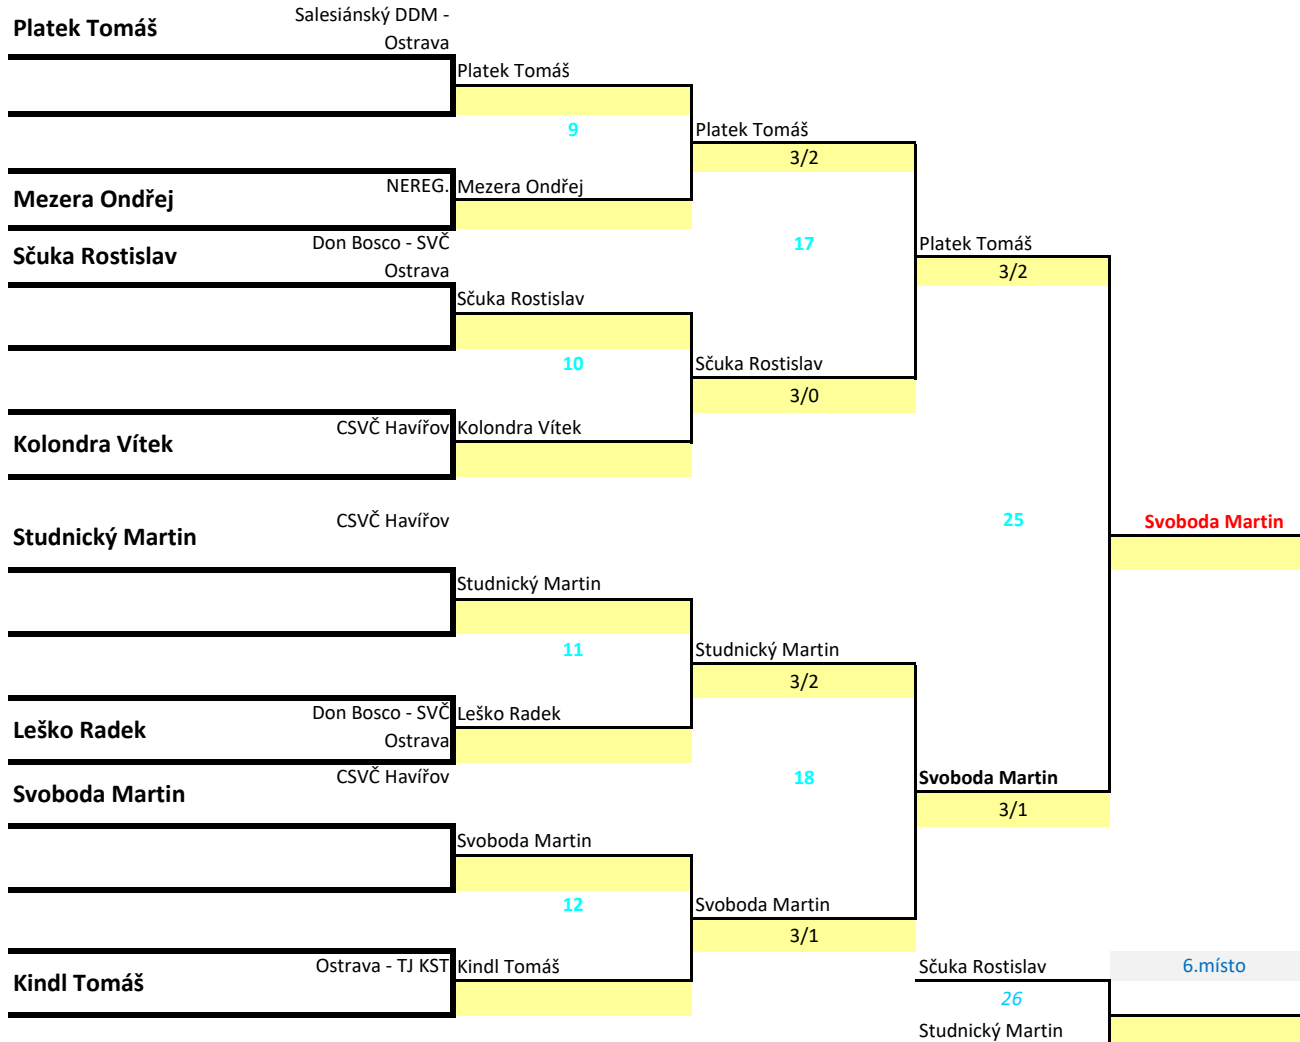 Platek Tomáš
Salesiánský DDM -
Ostrava
Platek Tomáš
9
Platek Tomáš
3/2
Mezera Ondřej
NEREG.
Mezera Ondřej
17
Platek Tomáš
3/2
Sčuka Rostislav
Don Bosco - SVČ
Ostrava
Sčuka Rostislav
10
Sčuka Rostislav
3/0
Kolondra Vítek
CSVČ Havířov
Kolondra Vítek
25
Svoboda Martin
Studnický Martin
CSVČ Havířov
Studnický Martin
11
Studnický Martin
3/2
Leško Radek
Don Bosco - SVČ
Ostrava
Leško Radek
18
Svoboda Martin
3/1
Svoboda Martin
CSVČ Havířov
Svoboda Martin
12
Svoboda Martin
3/1
Kindl Tomáš
Ostrava - TJ KST
Kindl Tomáš
Sčuka Rostislav
6.místo
26
Studnický Martin